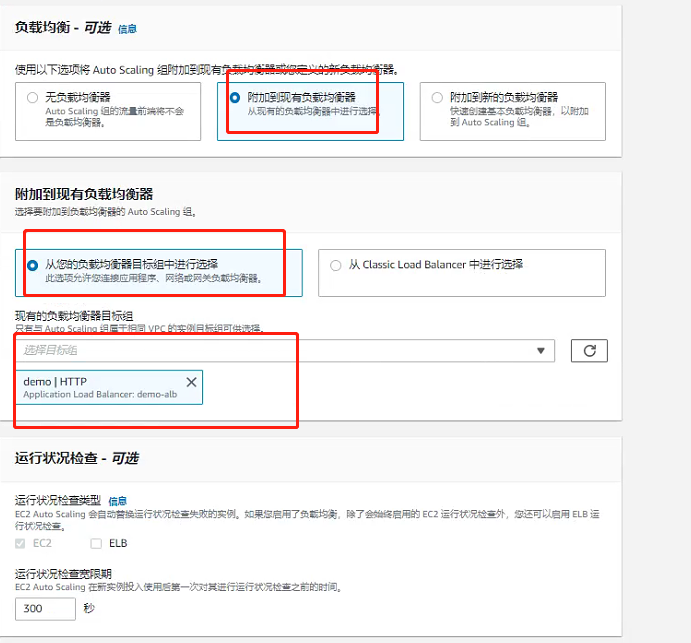 负载均衡 - 可选 信息
使用以下选项将 Auto Scaling 组附加到现有负载均衡器或您定义的新负载均衡器。
无负载均衡器
Auto Scaling 组的流量前端将不会是负载均衡器。
附加到现有负载均衡器
从现有的负载均衡器中进行选择。
附加到新的负载均衡器
快速创建基本负载均衡器，以附加到 Auto Scaling 组。
附加到现有负载均衡器
选择要附加到负载均衡器的 Auto Scaling 组。
从您的负载均衡器目标组中进行选择
此选项允许您连接应用程序、网络或网关负载均衡器。
从 Classic Load Balancer 中进行选择
现有的负载均衡器目标组
只有与 Auto Scaling 组属于相同 VPC 的实例目标组可供选择。
选择目标组
demo | HTTP
Application Load Balancer: demo-alb
运行状况检查 - 可选
运行状况检查类型 信息
EC2 Auto Scaling 会自动替换运行状况检查失败的实例。如果您启用了负载均衡，除了会始终启用的 EC2 运行状况检查外，您还可以启用 ELB 运
行状况检查。
EC2 ELB
运行状况检查宽限期
EC2 Auto Scaling 在新实例投入使用后第一次对其进行运行状况检查之前的时间。
300 秒